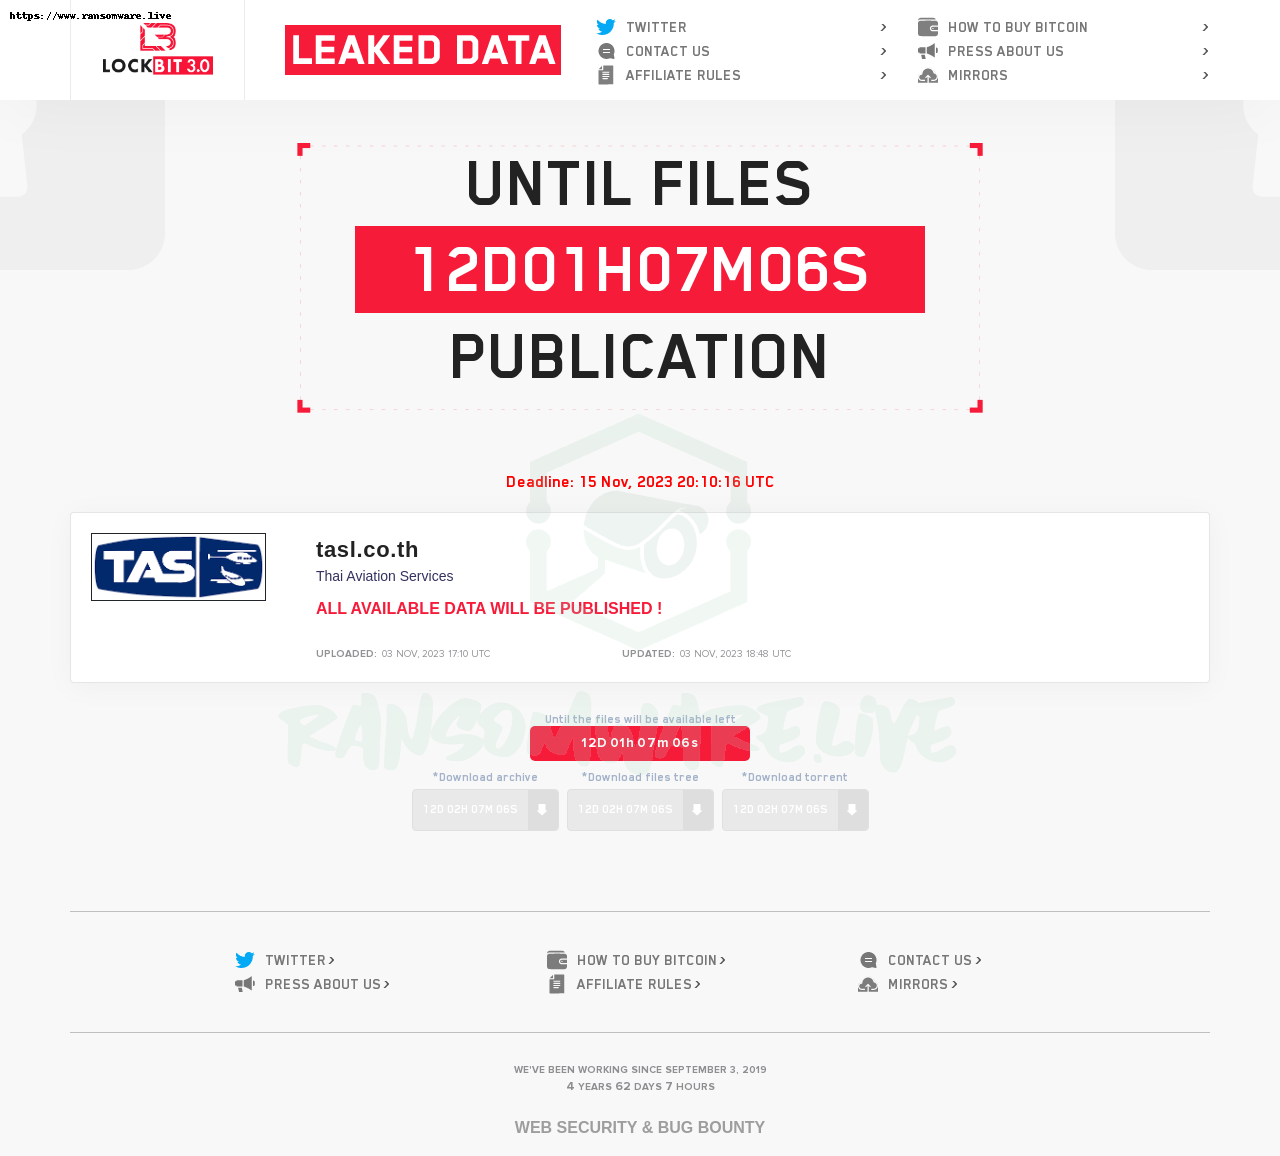 https://www.ransomware.live
LOCKBIT 3.0
LEAKED DATA
TWITTER
CONTACT US
AFFILIATE RULES
HOW TO BUY BITCOIN
PRESS ABOUT US
MIRRORS
UNTIL FILES
12D01H07M06S
PUBLICATION
Deadline: 15 Nov, 2023 20:10:16 UTC
TAS
tasl.co.th
Thai Aviation Services
ALL AVAILABLE DATA WILL BE PUBLISHED !
UPLOADED: 03 NOV, 2023 17:10 UTC
UPDATED: 03 NOV, 2023 18:48 UTC
RANSOMWARE.LIVE
Until the files will be available left
12D 01h 07m 06s
*Download archive
*Download files tree
*Download torrent
12D 02H 07M 06S
12D 02H 07M 06S
12D 02H 07M 06S
TWITTER
PRESS ABOUT US
HOW TO BUY BITCOIN
AFFILIATE RULES
CONTACT US
MIRRORS
WE'VE BEEN WORKING SINCE SEPTEMBER 3, 2019
4 YEARS 62 DAYS 7 HOURS
WEB SECURITY & BUG BOUNTY